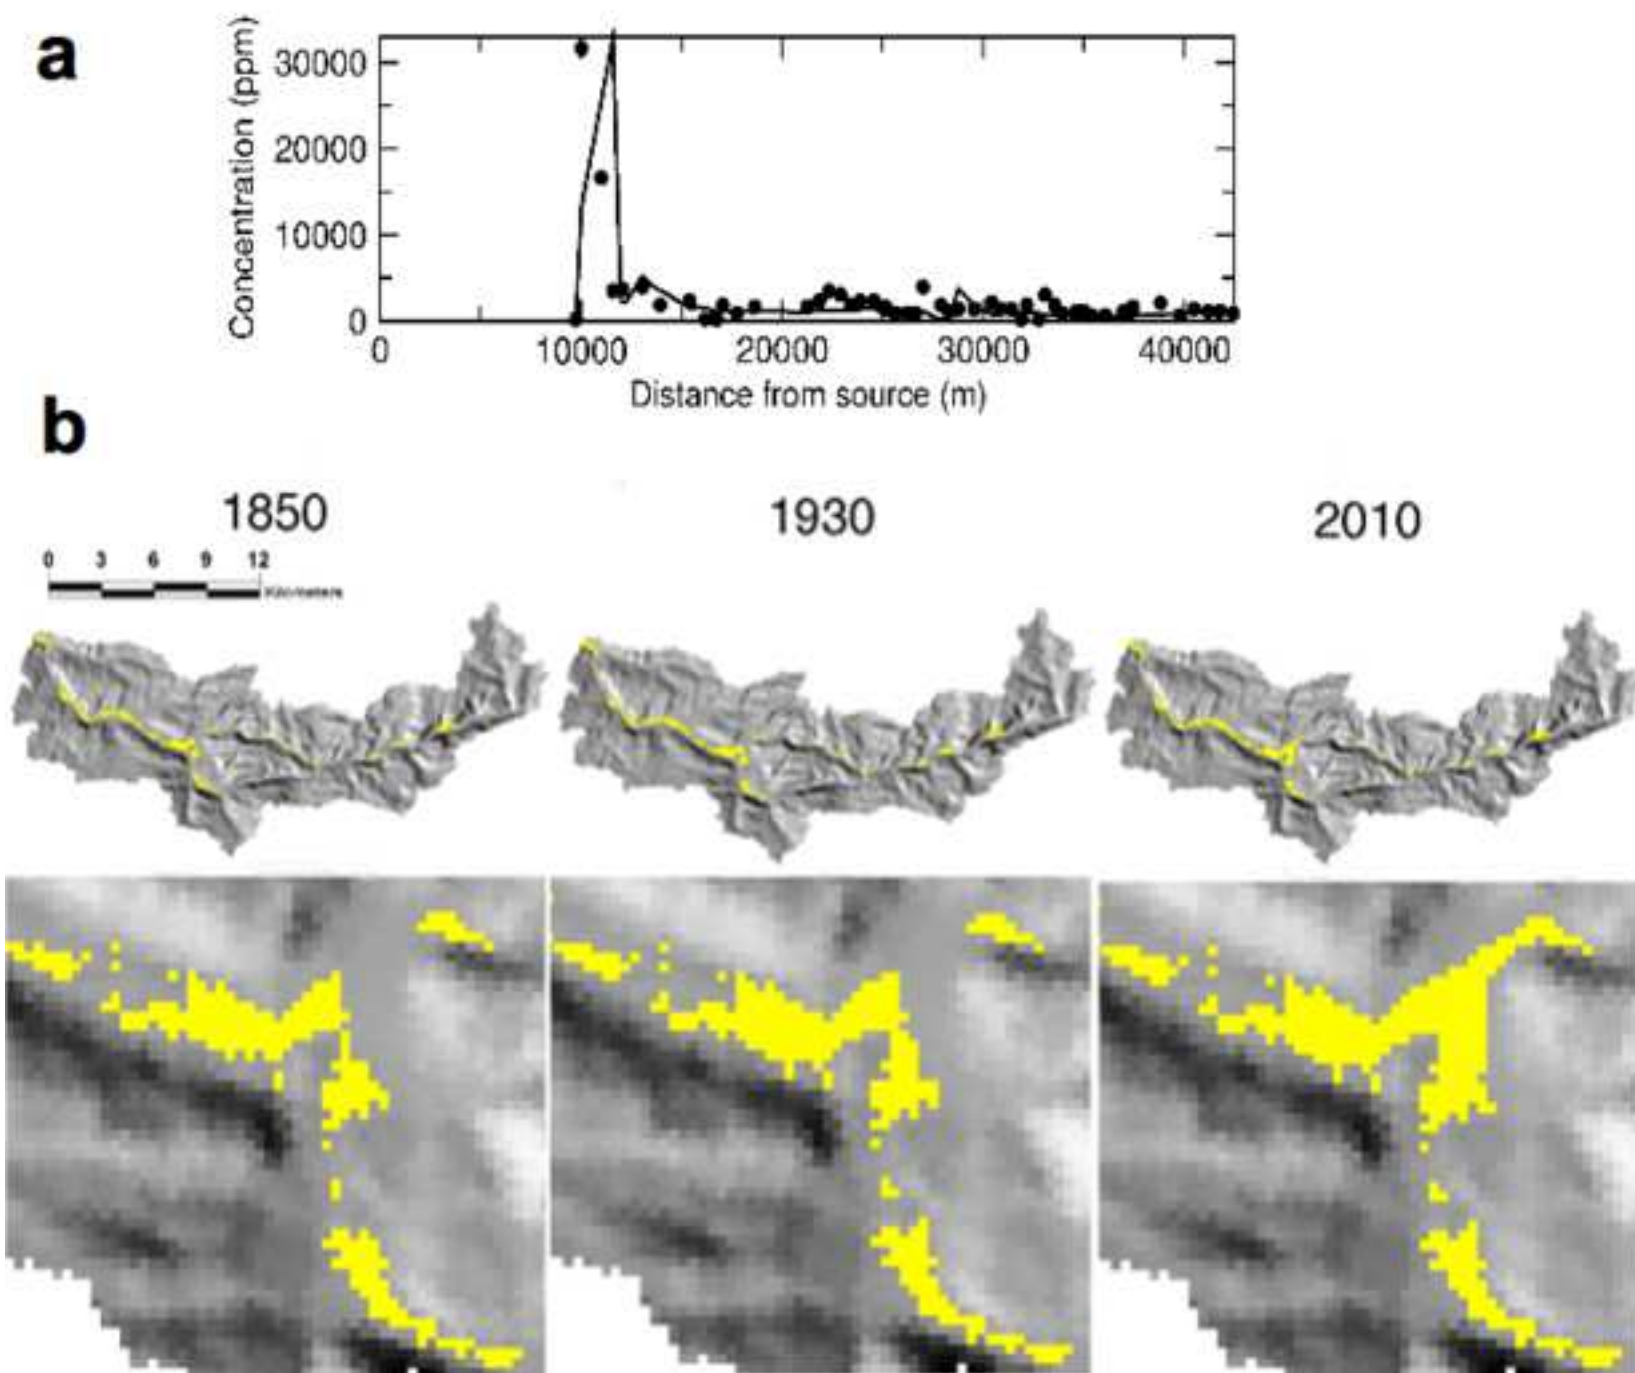 a
Concentration (ppm)
30000
20000
10000
0
0 10000 20000 30000 40000
Distance from source (m)
b
1850 1930 2010
0 3 6 9 12
Kilometers